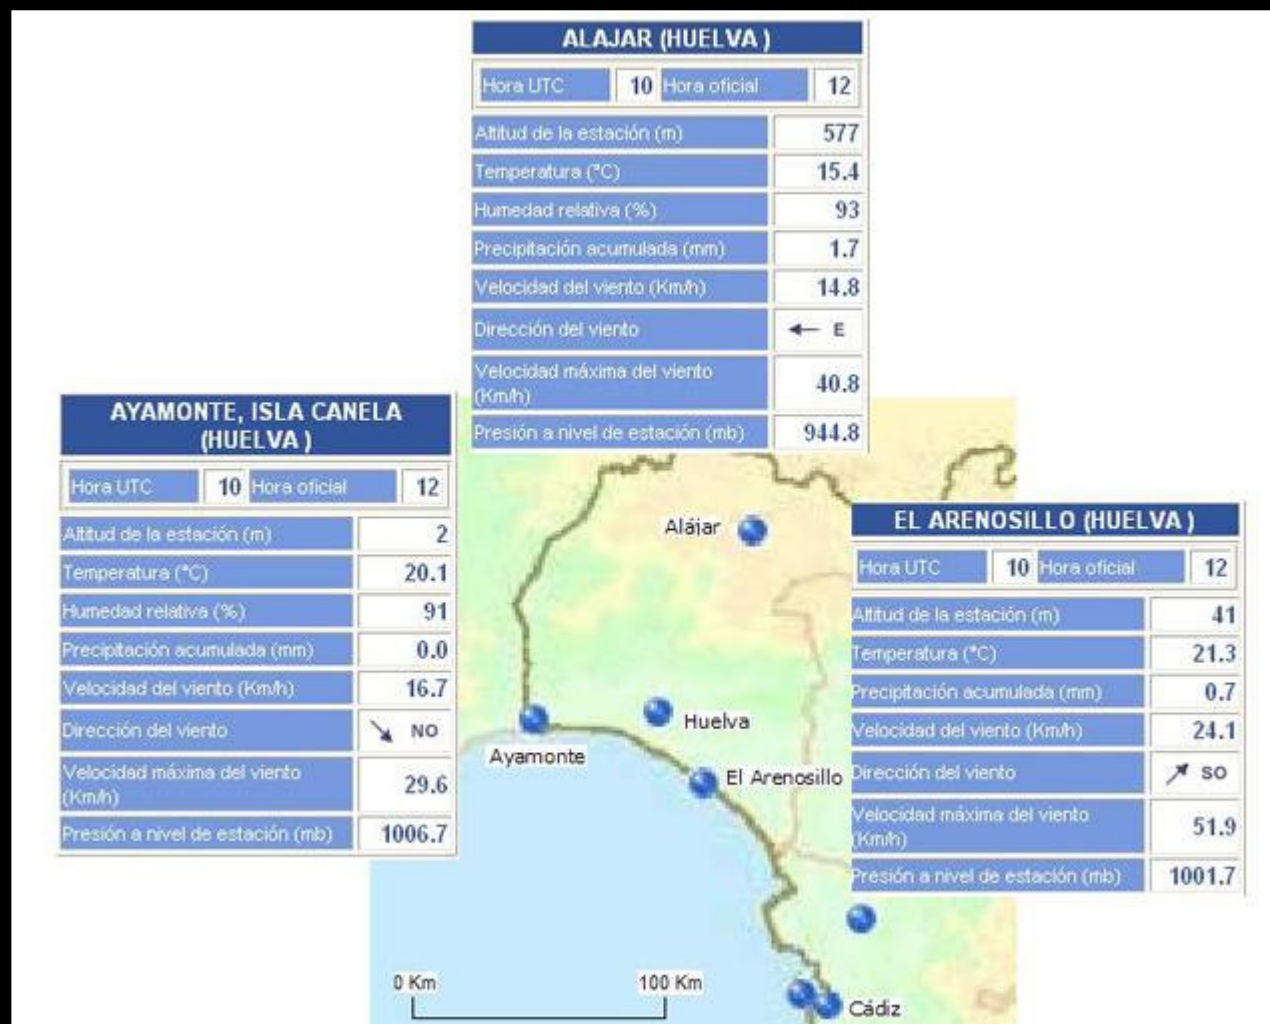 ALAJAR (HUELVA )
Hora UTC 10 Hora oficial 12
Altitud de la estación (m) 577
Temperatura (ºC) 15.4
Humedad relativa (%) 93
Precipitación acumulada (mm) 1.7
Velocidad del viento (Km/h) 14.8
Dirección del viento E
Velocidad máxima del viento
(Km/h) 40.8
Presión a nivel de estación (mb) 944.8
AYAMONTE, ISLA CANELA
(HUELVA )
Hora UTC 10 Hora oficial 12
Altitud de la estación (m) 2
Temperatura (ºC) 20.1
Humedad relativa (%) 91
Precipitación acumulada (mm) 0.0
Velocidad del viento (Km/h) 16.7
Dirección del viento NO
Velocidad máxima del viento
(Km/h) 29.6
Presión a nivel de estación (mb) 1006.7
EL ARENOSILLO (HUELVA )
Hora UTC 10 Hora oficial 12
Altitud de la estación (m) 41
Temperatura (ºC) 21.3
Precipitación acumulada (mm) 0.7
Velocidad del viento (Km/h) 24.1
Dirección del viento SO
Velocidad máxima del viento
(Km/h) 51.9
Presión a nivel de estación (mb) 1001.7
Alájar
Huelva
Ayamonte
El Arenosillo
0 Km 100 Km
Cádiz